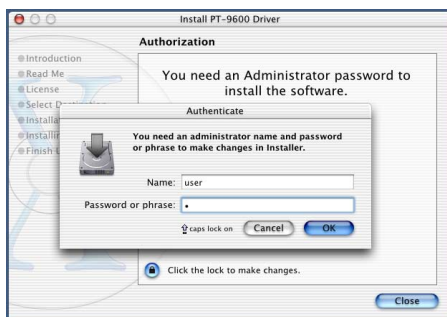 Install PT-9600 Driver
Authorization
Introduction
Read Me
License
Select
You need an Administrator password to
install the software.
Authenticate
You need an administrator name and password
or phrase to make changes in Installer.
Name: user
Password or phrase: •
caps lock on
Cancel
OK
Finish
Click the lock to make changes.
Close